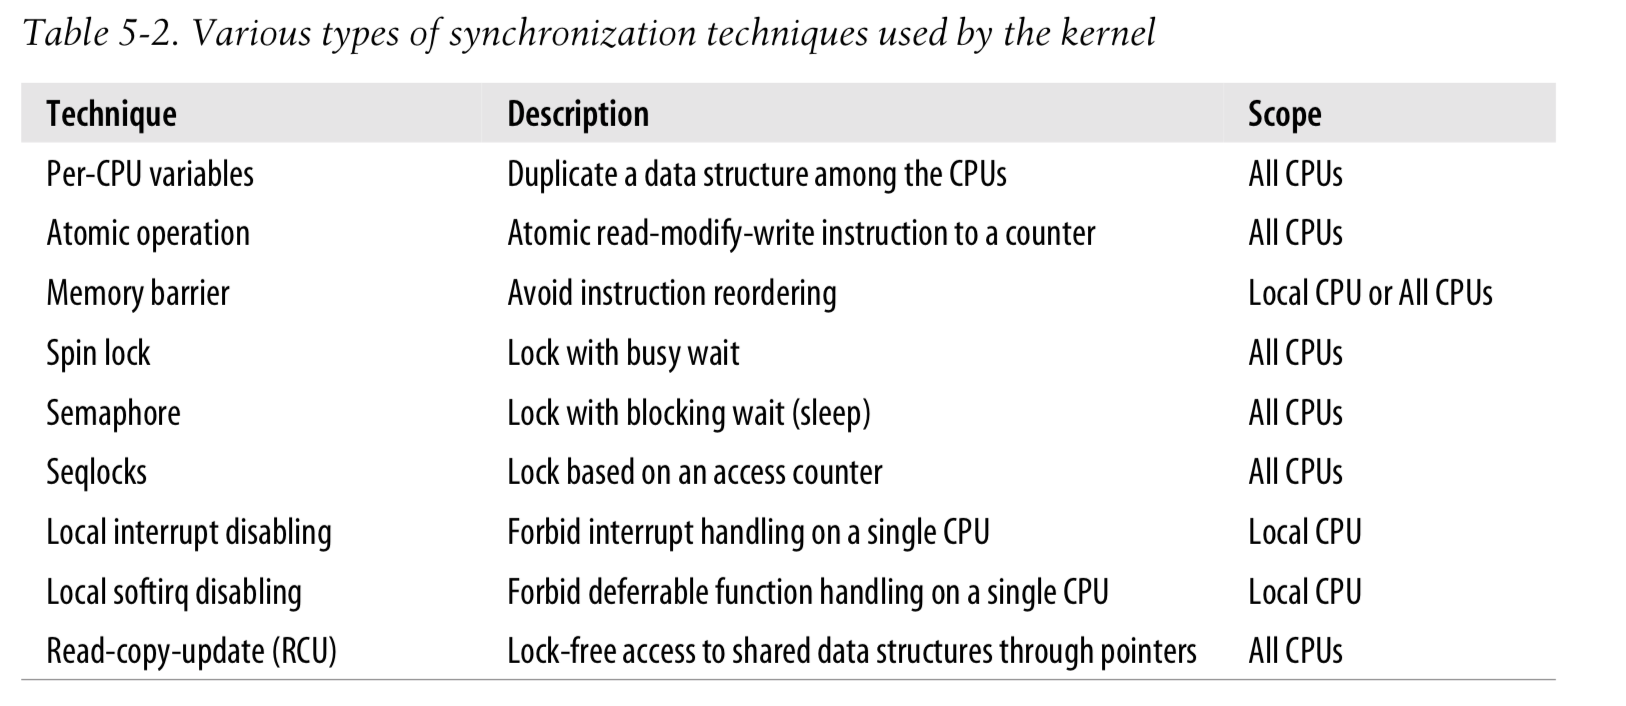 Table 5-2. Various types of synchronization techniques used by the kernel
Technique Description Scope
Per-CPU variables Duplicate a data structure among the CPUs All CPUs
Atomic operation Atomic read-modify-write instruction to a counter All CPUs
Memory barrier Avoid instruction reordering Local CPU or All CPUs
Spin lock Lock with busy wait All CPUs
Semaphore Lock with blocking wait (sleep) All CPUs
Seqlocks Lock based on an access counter All CPUs
Local interrupt disabling Forbid interrupt handling on a single CPU Local CPU
Local softirq disabling Forbid deferrable function handling on a single CPU Local CPU
Read-copy-update (RCU) Lock-free access to shared data structures through pointers All CPUs